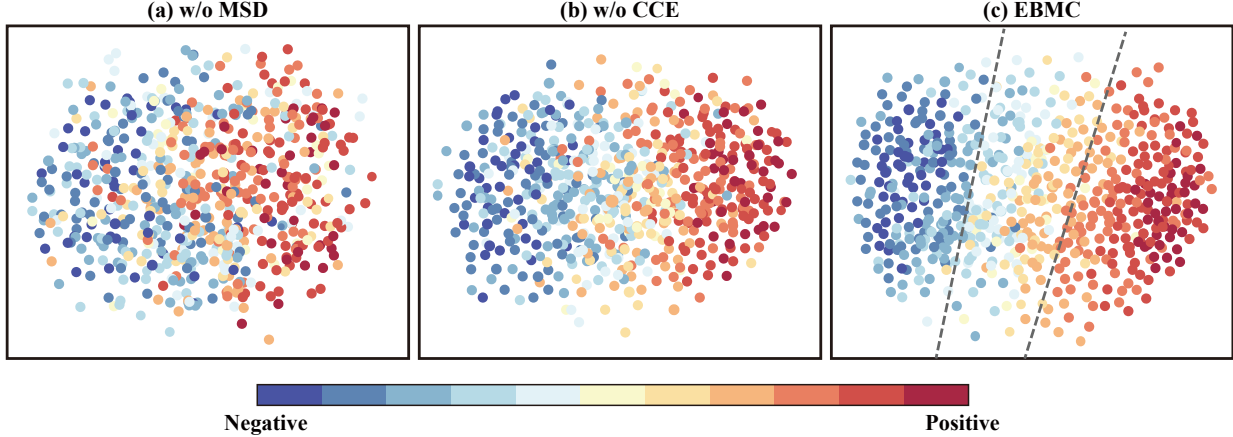 (a) w/o MSD
(b) w/o CCE
(c) EBMC
Negative
Positive